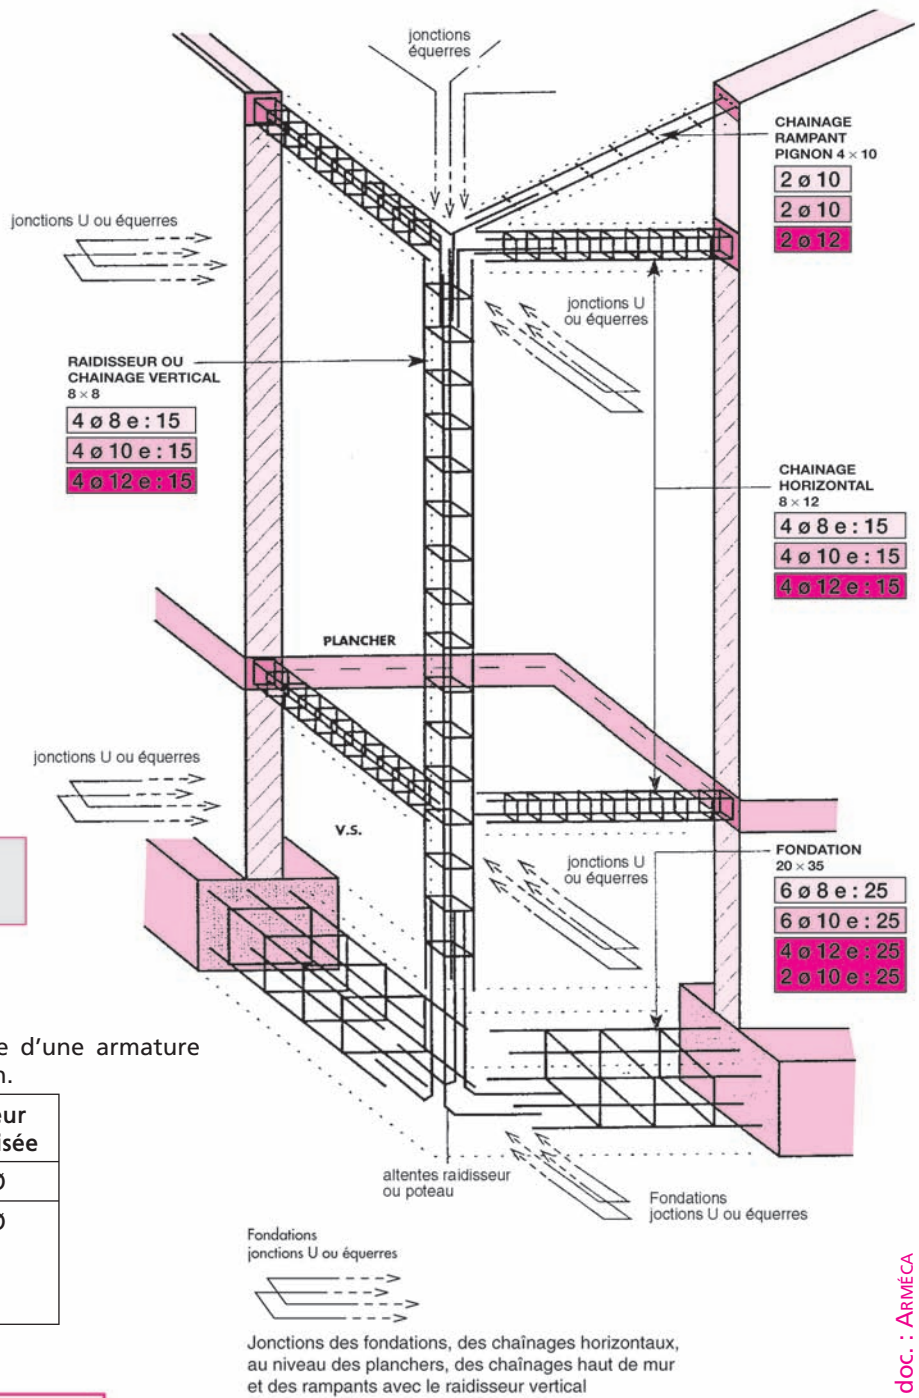 jonctions
équerres
CHAINAGE
RAMPANT
PIGNON 4 × 10
2 ø 10
2 ø 10
2 ø 12
jonctions U ou équerres
jonctions U
ou équerres
RAIDISSEUR OU
CHAINAGE VERTICAL
8 × 8
4 ø 8 e : 15
4 ø 10 e : 15
4 ø 12 e : 15
CHAINAGE
HORIZONTAL
8 × 12
4 ø 8 e : 15
4 ø 10 e : 15
4 ø 12 e : 15
PLANCHER
jonctions U ou équerres
V.S.
jonctions U
ou équerres
FONDATION
20 × 35
6 ø 8 e : 25
6 ø 10 e : 25
4 ø 12 e : 25
2 ø 10 e : 25
e d'une armature
n.
eur
isée
Ø
Ø
altentes raidisseur
ou poteau
Fondations
joctions U ou équerres
Fondations
jonctions U ou équerres
Jonctions des fondations, des chaînages horizontaux,
au niveau des planchers, des chaînages haut de mur
et des rampants avec le raidisseur vertical
doc. : ARMÉCA